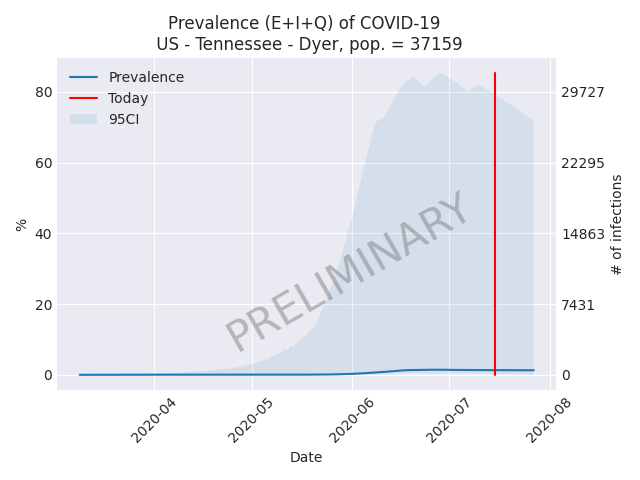 Prevalence (E+I+Q) of COVID-19
US - Tennessee - Dyer, pop. = 37159
Prevalence
Today
95CI
80
60
40
20
0
%
29727
22295
14863
7431
0
# of infections
PRELIMINARY
2020-04
2020-05
2020-06
2020-07
2020-08
Date